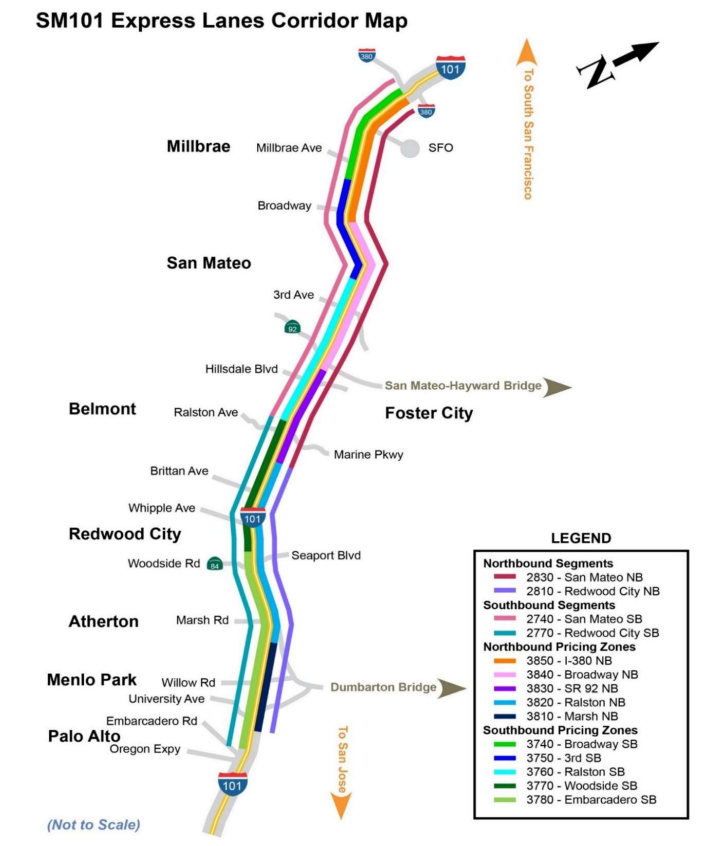 SM101 Express Lanes Corridor Map
380
101
N
To South San Francisco
380
Millbrae
Millbrae Ave
SFO
Broadway
San Mateo
3rd Ave
92
Hillsdale Blvd
San Mateo-Hayward Bridge
Belmont
Ralston Ave
Foster City
Marine Pkwy
Brittan Ave
Whipple Ave
101
Redwood City
Woodside Rd
84
Seaport Blvd
Atherton
Marsh Rd
Menlo Park
Willow Rd
Dumbarton Bridge
University Ave
Embarcadero Rd
Palo Alto
Oregon Expy
To San Jose
101
(Not to Scale)
LEGEND
Northbound Segments
2830 - San Mateo NB
2810 - Redwood City NB
Southbound Segments
2740 - San Mateo SB
2770 - Redwood City SB
Northbound Pricing Zones
3850 - I-380 NB
3840 - Broadway NB
3830 - SR 92 NB
3820 - Ralston NB
3810 - Marsh NB
Southbound Pricing Zones
3740 - Broadway SB
3750 - 3rd SB
3760 - Ralston SB
3770 - Woodside SB
3780 - Embarcadero SB